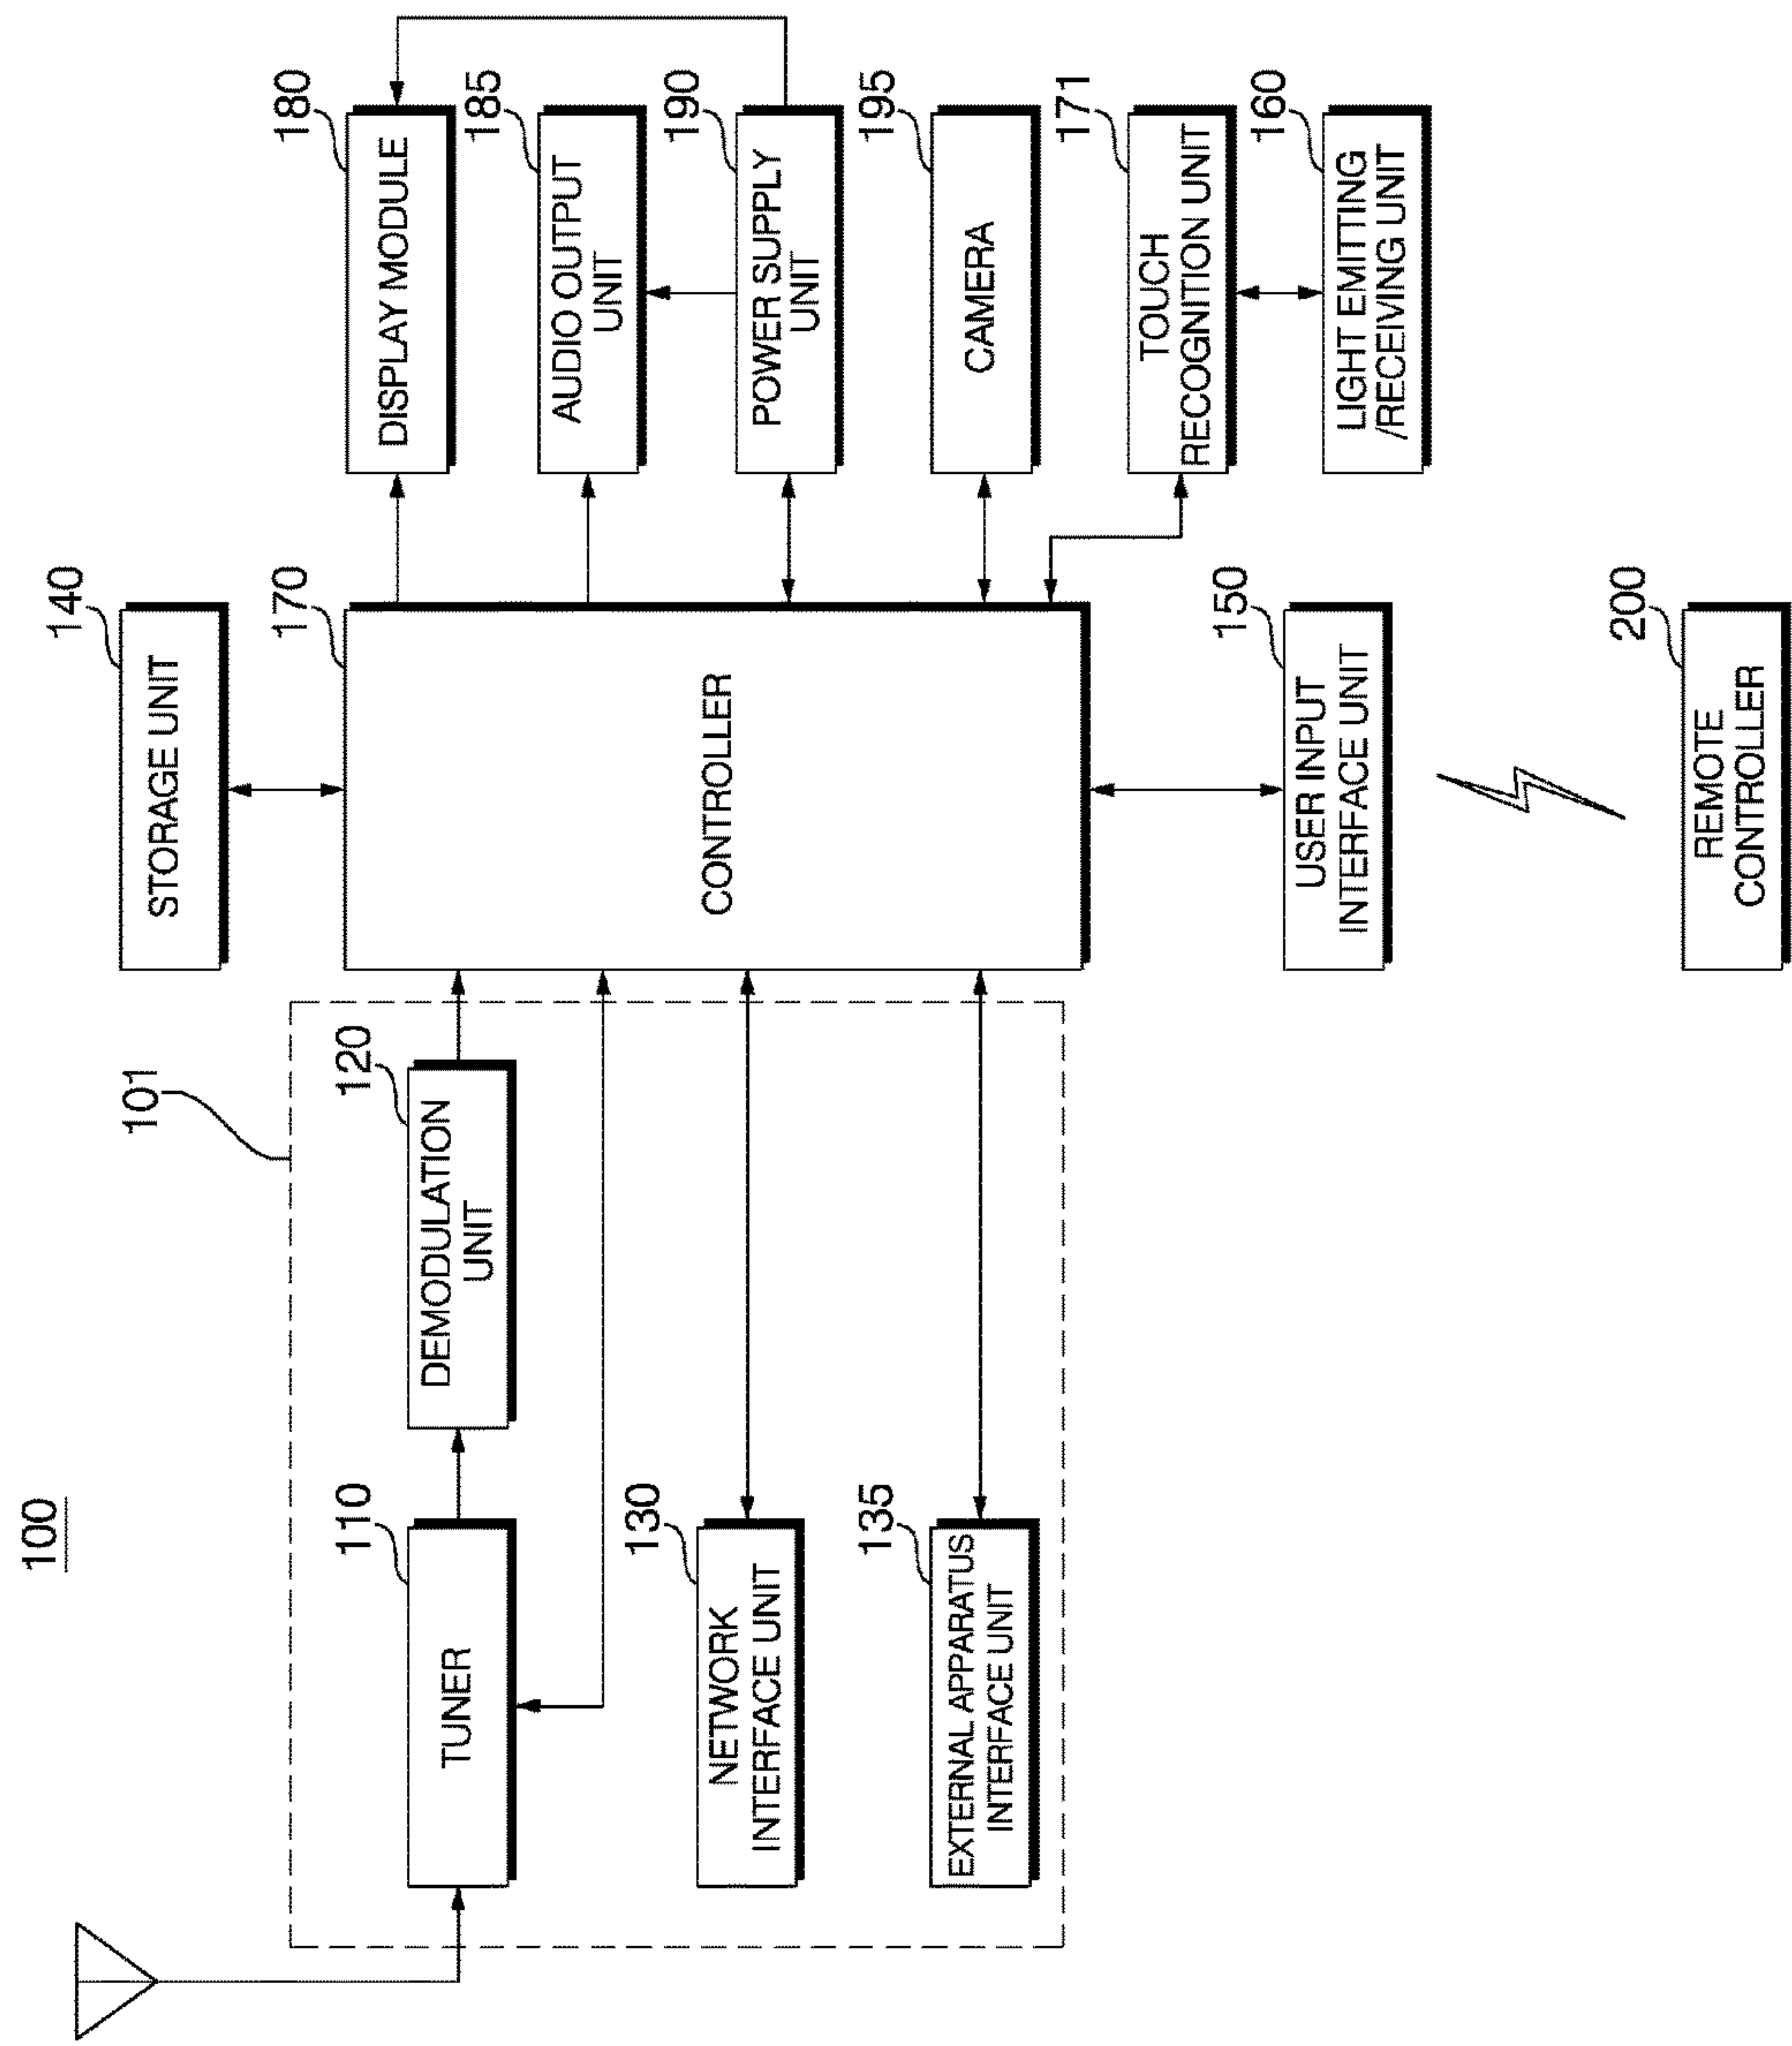 100
101
140
STORAGE UNIT
110
TUNER
120
DEMODULATION
UNIT
130
NETWORK
INTERFACE UNIT
135
EXTERNAL APPARATUS
INTERFACE UNIT
170
CONTROLLER
180
DISPLAY MODULE
185
AUDIO OUTPUT
UNIT
190
POWER SUPPLY
UNIT
195
CAMERA
171
TOUCH
RECOGNITION UNIT
160
LIGHT EMITTING
/RECEIVING UNIT
150
USER INPUT
INTERFACE UNIT
200
REMOTE
CONTROLLER